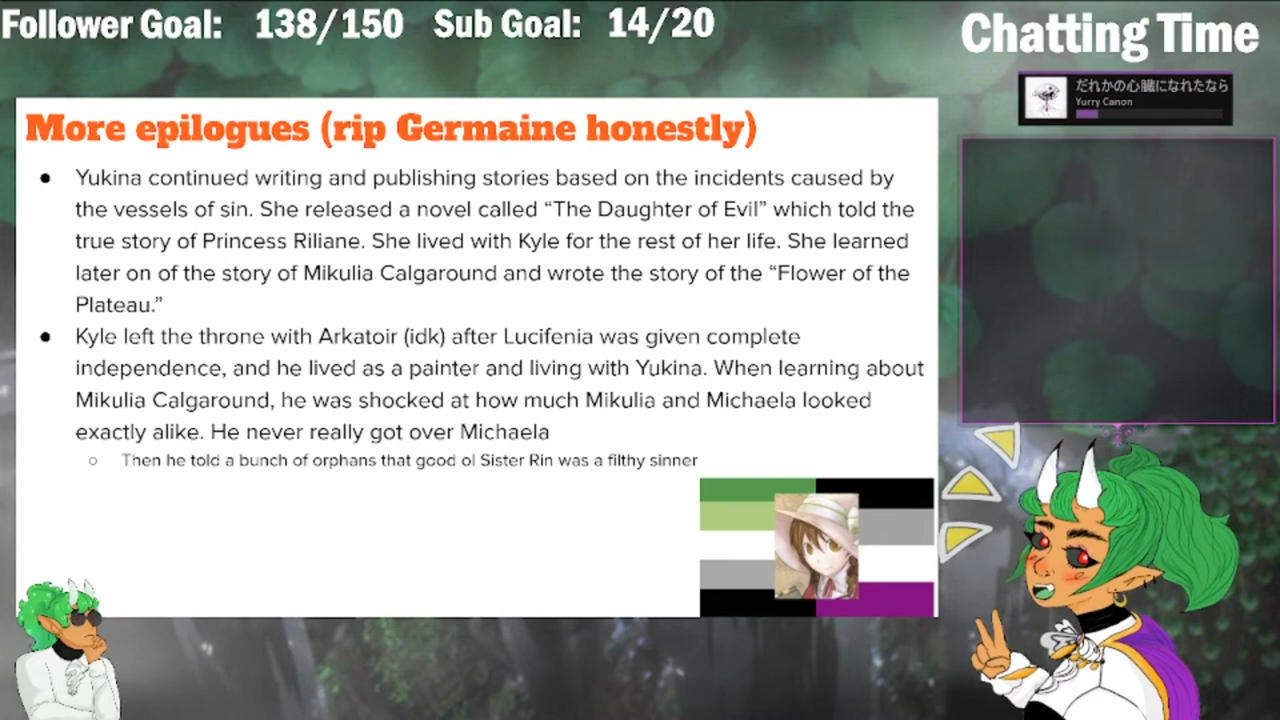 Follower Goal: 138/150 Sub Goal: 14/20
Chatting Time
だれかの心臓になれたなら
Yurry Canon
More epilogues (rip Germaine honestly)
● Yukina continued writing and publishing stories based on the incidents caused by
the vessels of sin. She released a novel called “The Daughter of Evil” which told the
true story of Princess Riliane. She lived with Kyle for the rest of her life. She learned
later on of the story of Mikulia Calgaround and wrote the story of the “Flower of the
Plateau.”
● Kyle left the throne with Arkatoir (idk) after Lucifenia was given complete
independence, and he lived as a painter and living with Yukina. When learning about
Mikulia Calgaround, he was shocked at how much Mikulia and Michaela looked
exactly alike. He never really got over Michaela
○ Then he told a bunch of orphans that good ol Sister Rin was a filthy sinner